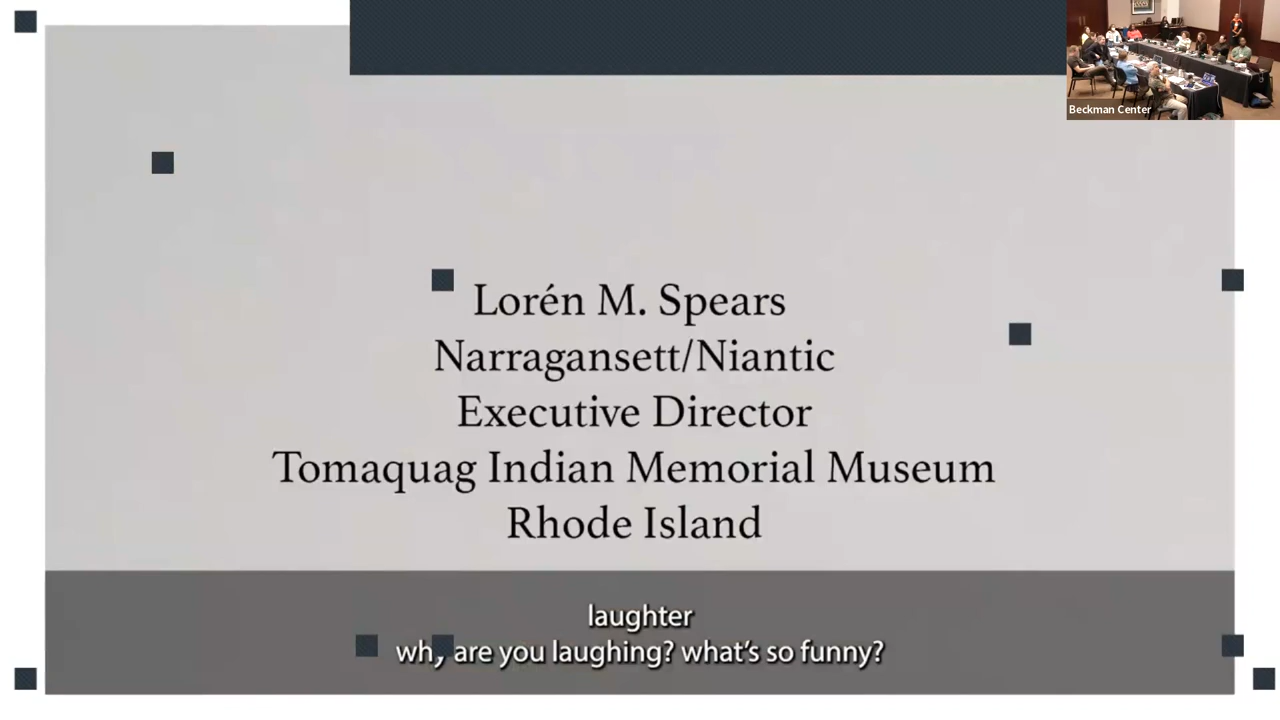 Beckman Center
Lorén M. Spears
Narragansett/Niantic
Executive Director
Tomaquag Indian Memorial Museum
Rhode Island
laughter
are you laughing? what's so funny?